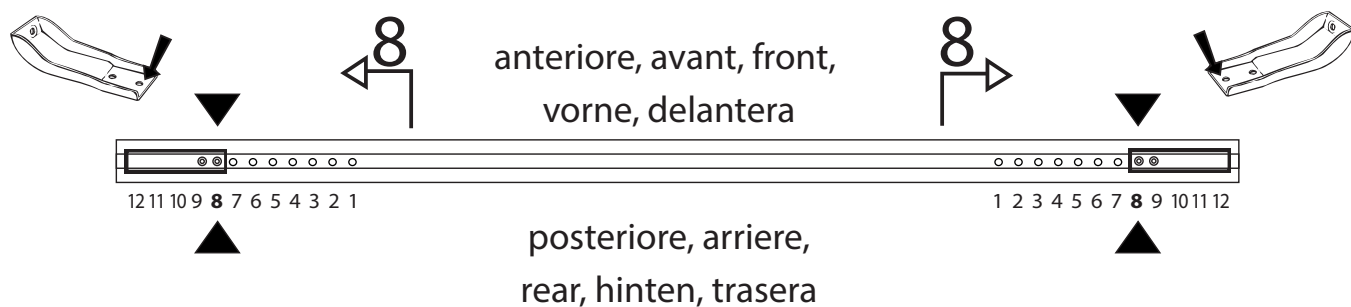 8
8
anteriore, avant, front,
vorne, delantera
12 11 10 9 8 7 6 5 4 3 2 1
1 2 3 4 5 6 7 8 9 10 11 12
posteriore, arriere,
rear, hinten, trasera